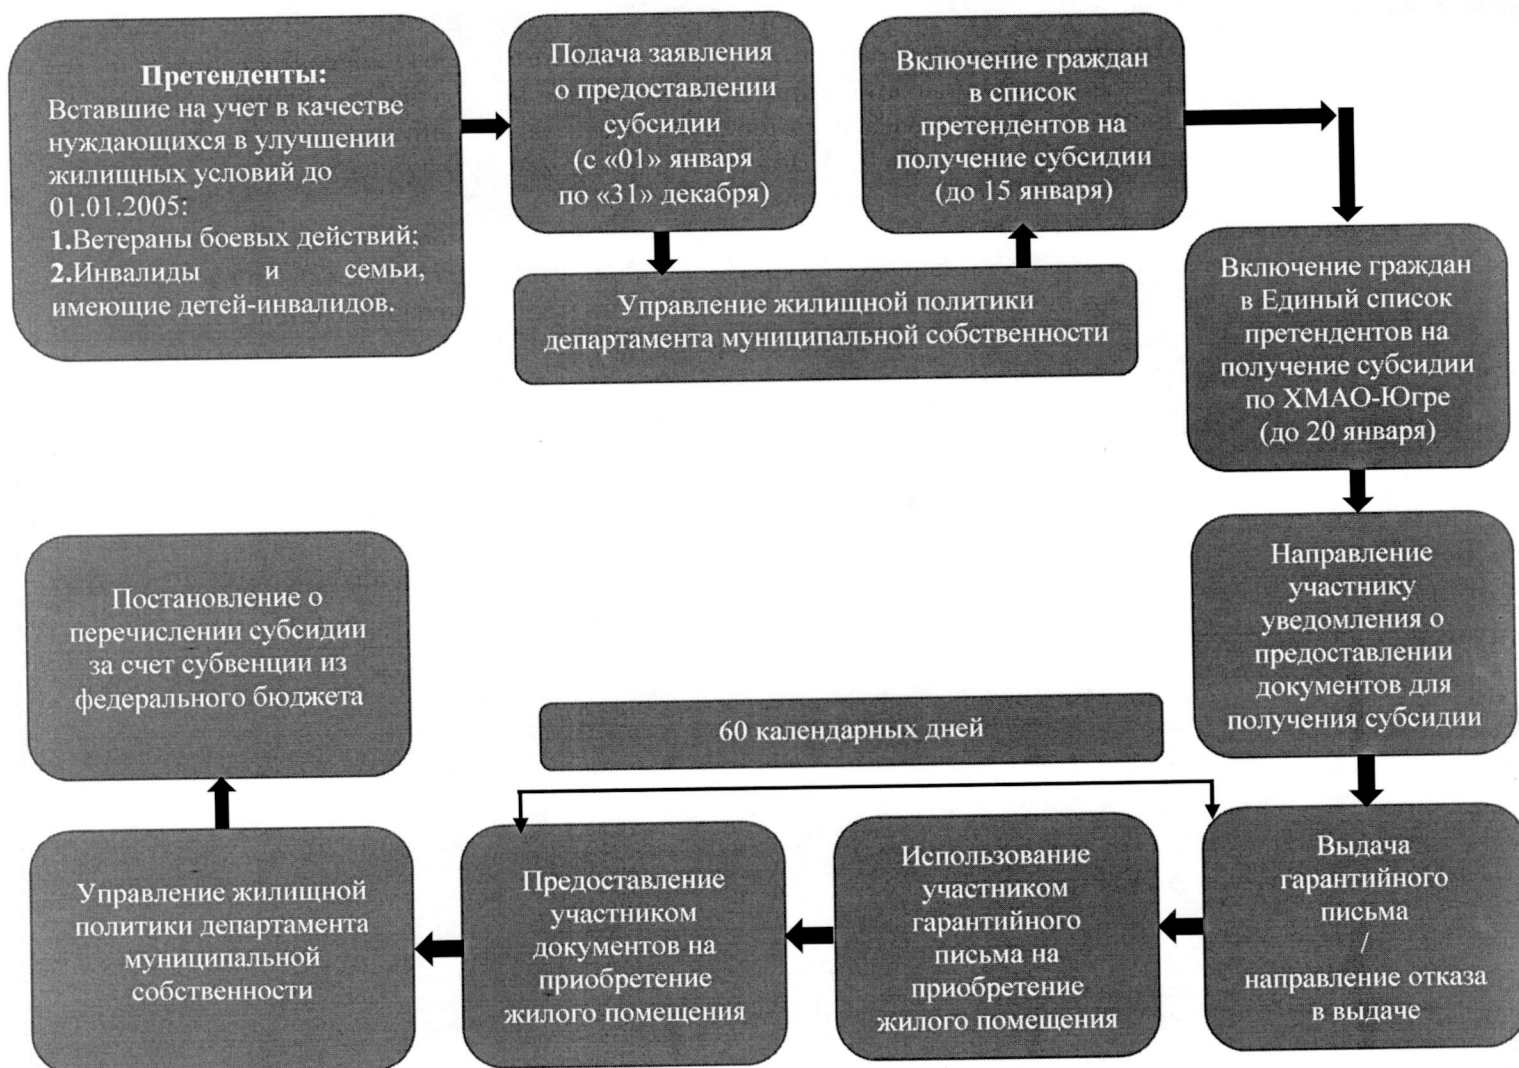 Претенденты:
Вставшие на учет в качестве
нуждающихся в улучшении
жилищных условий до
01.01.2005:
1.Ветераны боевых действий;
2.Инвалиды и семьи,
имеющие детей-инвалидов.
Подача заявления
о предоставлении
субсидии
(с «01» января
по «31» декабря)
Управление жилищной политики
департамента муниципальной собственности
Включение граждан
в список
претендентов на
получение субсидии
(до 15 января)
Включение граждан
в Единый список
претендентов на
получение субсидии
по ХМАО-Югре
(до 20 января)
Направление
участнику
уведомления о
предоставлении
документов для
получения субсидии
60 календарных дней
Выдача
гарантийного
письма
/
направление отказа
в выдаче
Использование
участником
гарантийного
письма на
приобретение
жилого помещения
Предоставление
участником
документов на
приобретение
жилого помещения
Управление жилищной
политики департамента
муниципальной
собственности
Постановление о
перечислении субсидии
за счет субвенции из
федерального бюджета